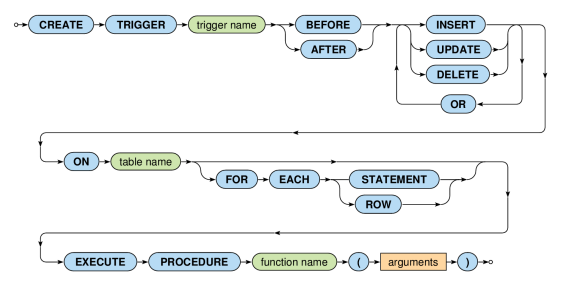 CREATE TRIGGER trigger name BEFORE INSERT
AFTER UPDATE
DELETE
OR
ON table name
FOR EACH STATEMENT
ROW
EXECUTE PROCEDURE function name ( arguments )